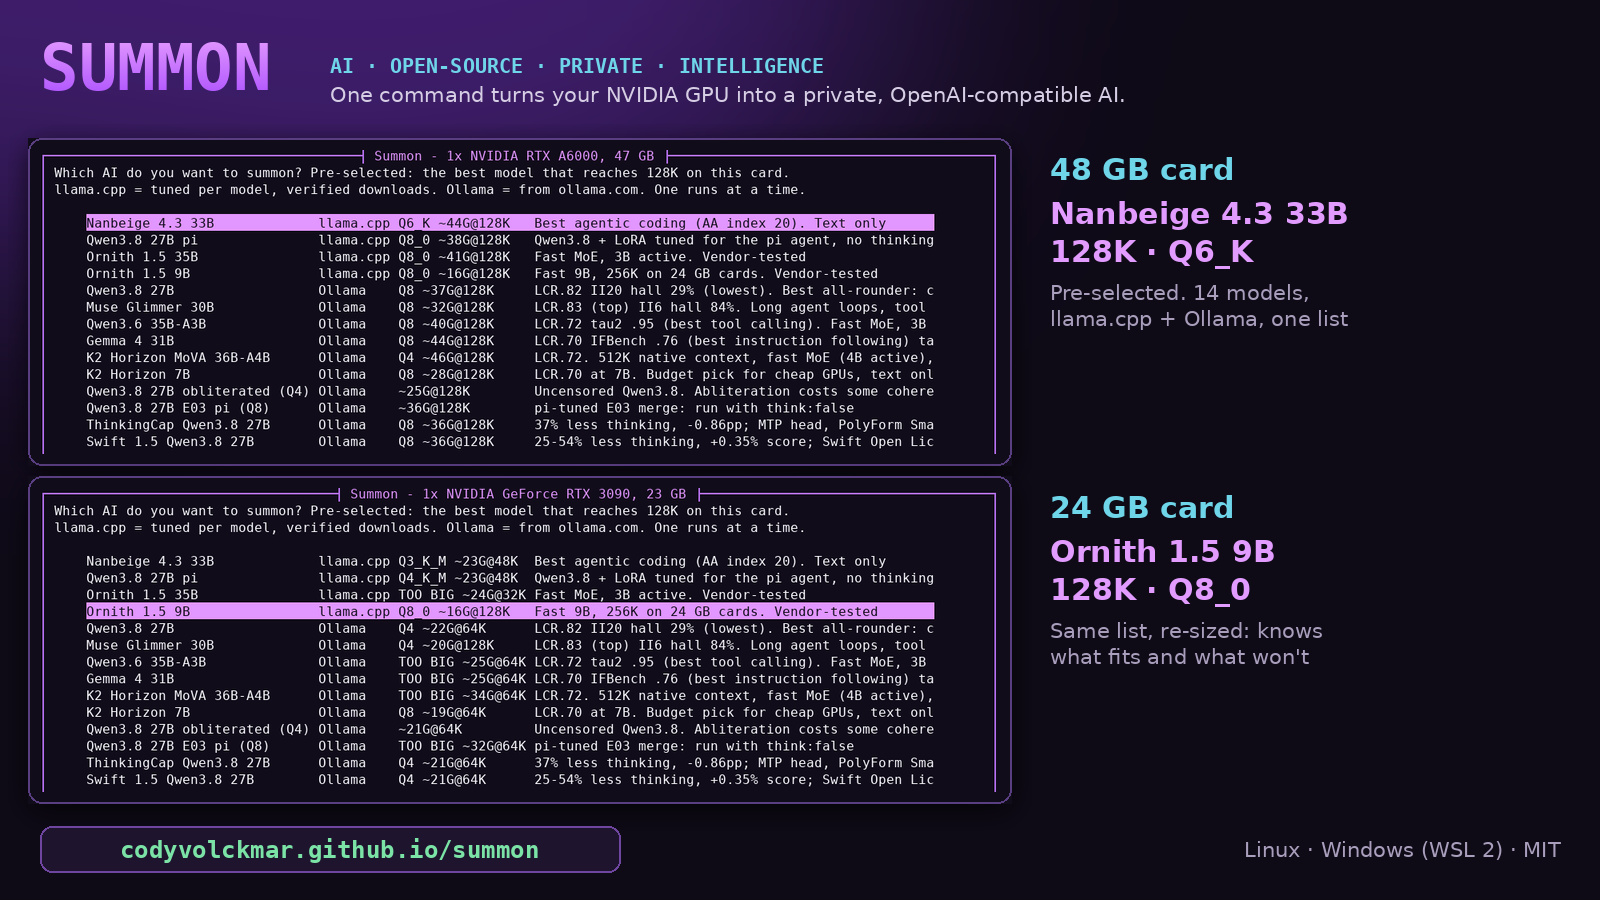 SUMMON
AI · OPEN-SOURCE · PRIVATE · INTELLIGENCE
One command turns your NVIDIA GPU into a private, OpenAI-compatible AI.
Summon - 1x NVIDIA RTX A6000, 47 GB
Which AI do you want to summon? Pre-selected: the best model that reaches 128K on this card.
llama.cpp = tuned per model, verified downloads. Ollama = from ollama.com. One runs at a time.
Nanbeige 4.3 33B llama.cpp Q6_K ~44G@128K Best agentic coding (AA index 20). Text only
Qwen3.8 27B pi llama.cpp Q8_0 ~38G@128K Qwen3.8 + LoRA tuned for the pi agent, no thinking
Ornith 1.5 35B llama.cpp Q8_0 ~41G@128K Fast MoE, 3B active. Vendor-tested
Ornith 1.5 9B llama.cpp Q8_0 ~16G@128K Fast 9B, 256K on 24 GB cards. Vendor-tested
Qwen3.8 27B Ollama Q8 ~37G@128K LCR.82 II20 hall 29% (lowest). Best all-rounder: c
Muse Glimmer 30B Ollama Q8 ~32G@128K LCR.83 (top) II6 hall 84%. Long agent loops, tool
Qwen3.6 35B-A3B Ollama Q8 ~40G@128K LCR.72 tau2 .95 (best tool calling). Fast MoE, 3B
Gemma 4 31B Ollama Q8 ~44G@128K LCR.70 IFBench .76 (best instruction following) ta
K2 Horizon MoVA 36B-A4B Ollama Q4 ~46G@128K LCR.72. 512K native context, fast MoE (4B active),
K2 Horizon 7B Ollama Q8 ~28G@128K LCR.70 at 7B. Budget pick for cheap GPUs, text onl
Qwen3.8 27B obliterated (Q4) Ollama ~25G@128K Uncensored Qwen3.8. Abliteration costs some cohere
Qwen3.8 27B E03 pi (Q8) Ollama ~36G@128K pi-tuned E03 merge: run with think:false
ThinkingCap Qwen3.8 27B Ollama Q8 ~36G@128K 37% less thinking, -0.86pp; MTP head, PolyForm Sma
Swift 1.5 Qwen3.8 27B Ollama Q8 ~36G@128K 25-54% less thinking, +0.35% score; Swift Open Lic
48 GB card
Nanbeige 4.3 33B
128K · Q6_K
Pre-selected. 14 models,
llama.cpp + Ollama, one list
Summon - 1x NVIDIA GeForce RTX 3090, 23 GB
Which AI do you want to summon? Pre-selected: the best model that reaches 128K on this card.
llama.cpp = tuned per model, verified downloads. Ollama = from ollama.com. One runs at a time.
Nanbeige 4.3 33B llama.cpp Q3_K_M ~23G@48K Best agentic coding (AA index 20). Text only
Qwen3.8 27B pi llama.cpp Q4_K_M ~23G@48K Qwen3.8 + LoRA tuned for the pi agent, no thinking
Ornith 1.5 35B llama.cpp TOO BIG ~24G@32K Fast MoE, 3B active. Vendor-tested
Ornith 1.5 9B llama.cpp Q8_0 ~16G@128K Fast 9B, 256K on 24 GB cards. Vendor-tested
Qwen3.8 27B Ollama Q4 ~22G@64K LCR.82 II20 hall 29% (lowest). Best all-rounder: c
Muse Glimmer 30B Ollama Q4 ~20G@128K LCR.83 (top) II6 hall 84%. Long agent loops, tool
Qwen3.6 35B-A3B Ollama TOO BIG ~25G@64K LCR.72 tau2 .95 (best tool calling). Fast MoE, 3B
Gemma 4 31B Ollama TOO BIG ~25G@64K LCR.70 IFBench .76 (best instruction following) ta
K2 Horizon MoVA 36B-A4B Ollama TOO BIG ~34G@64K LCR.72. 512K native context, fast MoE (4B active),
K2 Horizon 7B Ollama Q8 ~19G@64K LCR.70 at 7B. Budget pick for cheap GPUs, text onl
Qwen3.8 27B obliterated (Q4) Ollama ~21G@64K Uncensored Qwen3.8. Abliteration costs some cohere
Qwen3.8 27B E03 pi (Q8) Ollama TOO BIG ~32G@64K pi-tuned E03 merge: run with think:false
ThinkingCap Qwen3.8 27B Ollama Q4 ~21G@64K 37% less thinking, -0.86pp; MTP head, PolyForm Sma
Swift 1.5 Qwen3.8 27B Ollama Q4 ~21G@64K 25-54% less thinking, +0.35% score; Swift Open Lic
24 GB card
Ornith 1.5 9B
128K · Q8_0
Same list, re-sized: knows
what fits and what won't
codyvolckmar.github.io/summon
Linux · Windows (WSL 2) · MIT